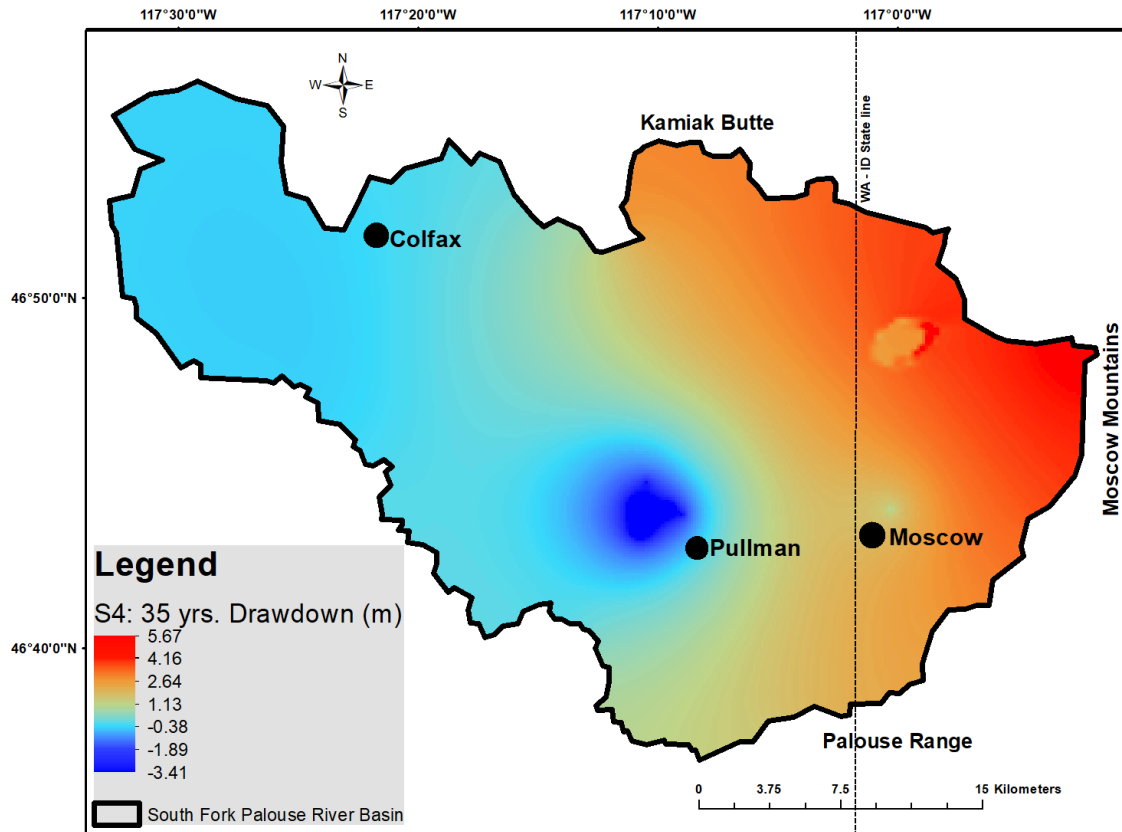 117°30'0"W 117°20'0"W 117°10'0"W 117°0'0"W
N
W E
S
Kamiak Butte
WA - ID State line
Colfax
46°50'0"N
Moscow Mountains
Pullman
Moscow
Legend
S4: 35 yrs. Drawdown (m)
5.67
4.16
2.64
1.13
-0.38
-1.89
-3.41
South Fork Palouse River Basin
46°40'0"N
Palouse Range
0 3.75 7.5 15 Kilometers